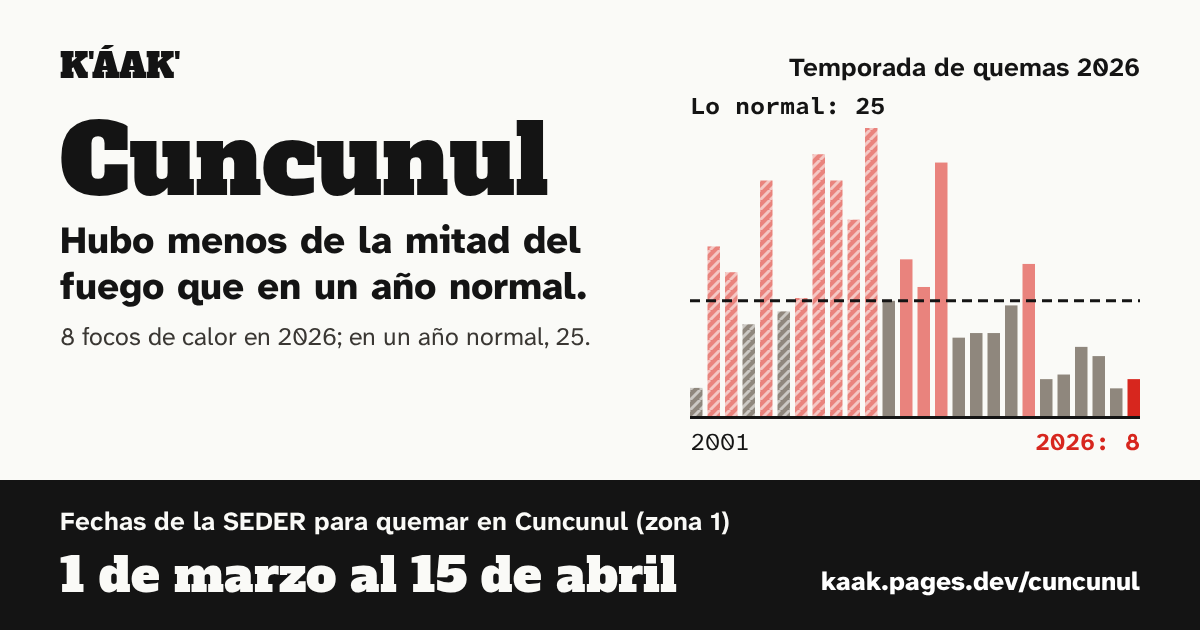 K'ÁAK'
Cuncunul
Hubo menos de la mitad del
fuego que en un año normal.
8 focos de calor en 2026; en un año normal, 25.
Temporada de quemas 2026
Lo normal: 25
2001
2026: 8
Fechas de la SEDER para quemar en Cuncunul (zona 1)
1 de marzo al 15 de abril
kaak.pages.dev/cuncunul